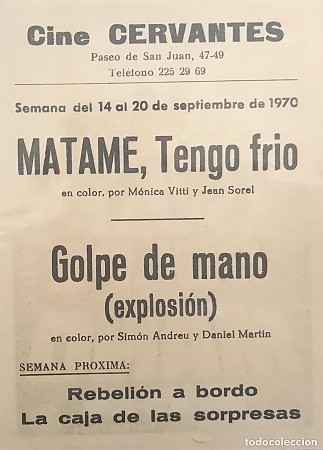 Cine CERVANTES
Paseo de San Juan, 47-49
Teléfono 225 29 69
Semana del 14 al 20 de septiembre de 1970
MATAME, Tengo frio
en color, por Mónica Vitti y Jean Sorel
Golpe de mano
(explosión)
en color, por Simón Andreu y Daniel Martin
SEMANA PROXIMA:
Rebelión a bordo
La caja de las sorpresas
todocoleccion